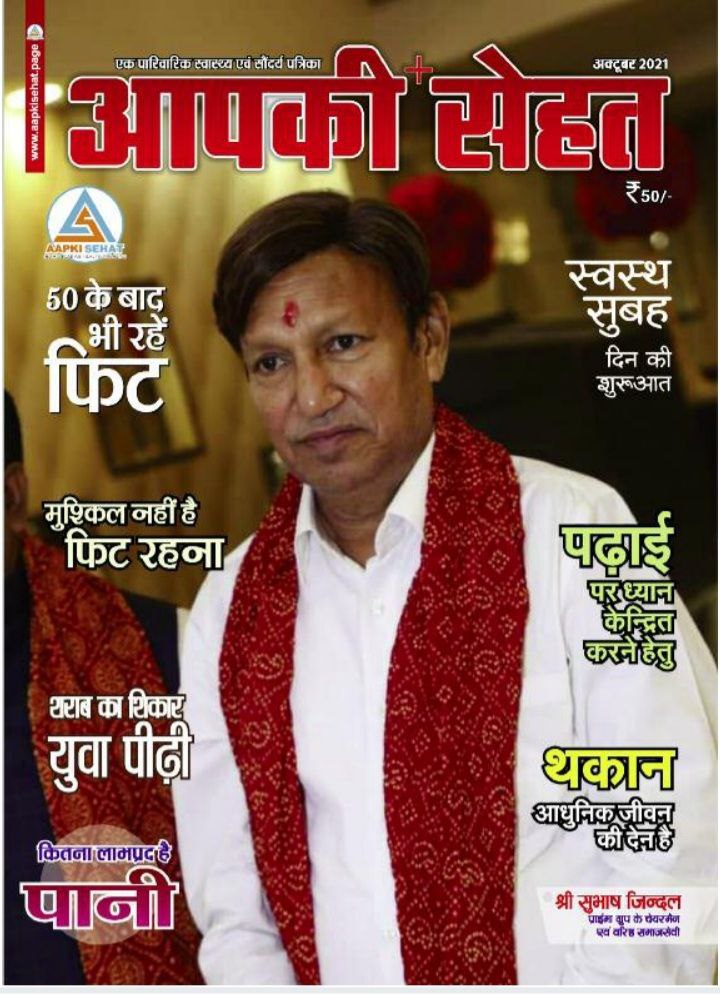 www.aapkisehat.page
एक पारिवारिक स्वास्थ्य एवं सौंदर्य पत्रिका
अक्टूबर 2021
आपकी सेहत
₹50/-
AAPKI SEHAT
50 के बाद
भी रहें
फिट
स्वस्थ
सुबह
दिन की
शुरूआत
मुश्किल नहीं है
फिट रहना
पढ़ाई
पर ध्यान
केन्द्रित
करने हेतु
शराब का शिकार
युवा पीढ़ी
थकान
आधुनिक जीवन
की देन है
कितना लाभप्रद है
पानी
श्री सुभाष जिन्दल
प्राईमा ग्रुप के चेयरमेन
एवं वरिष्ठ समाजसेवी